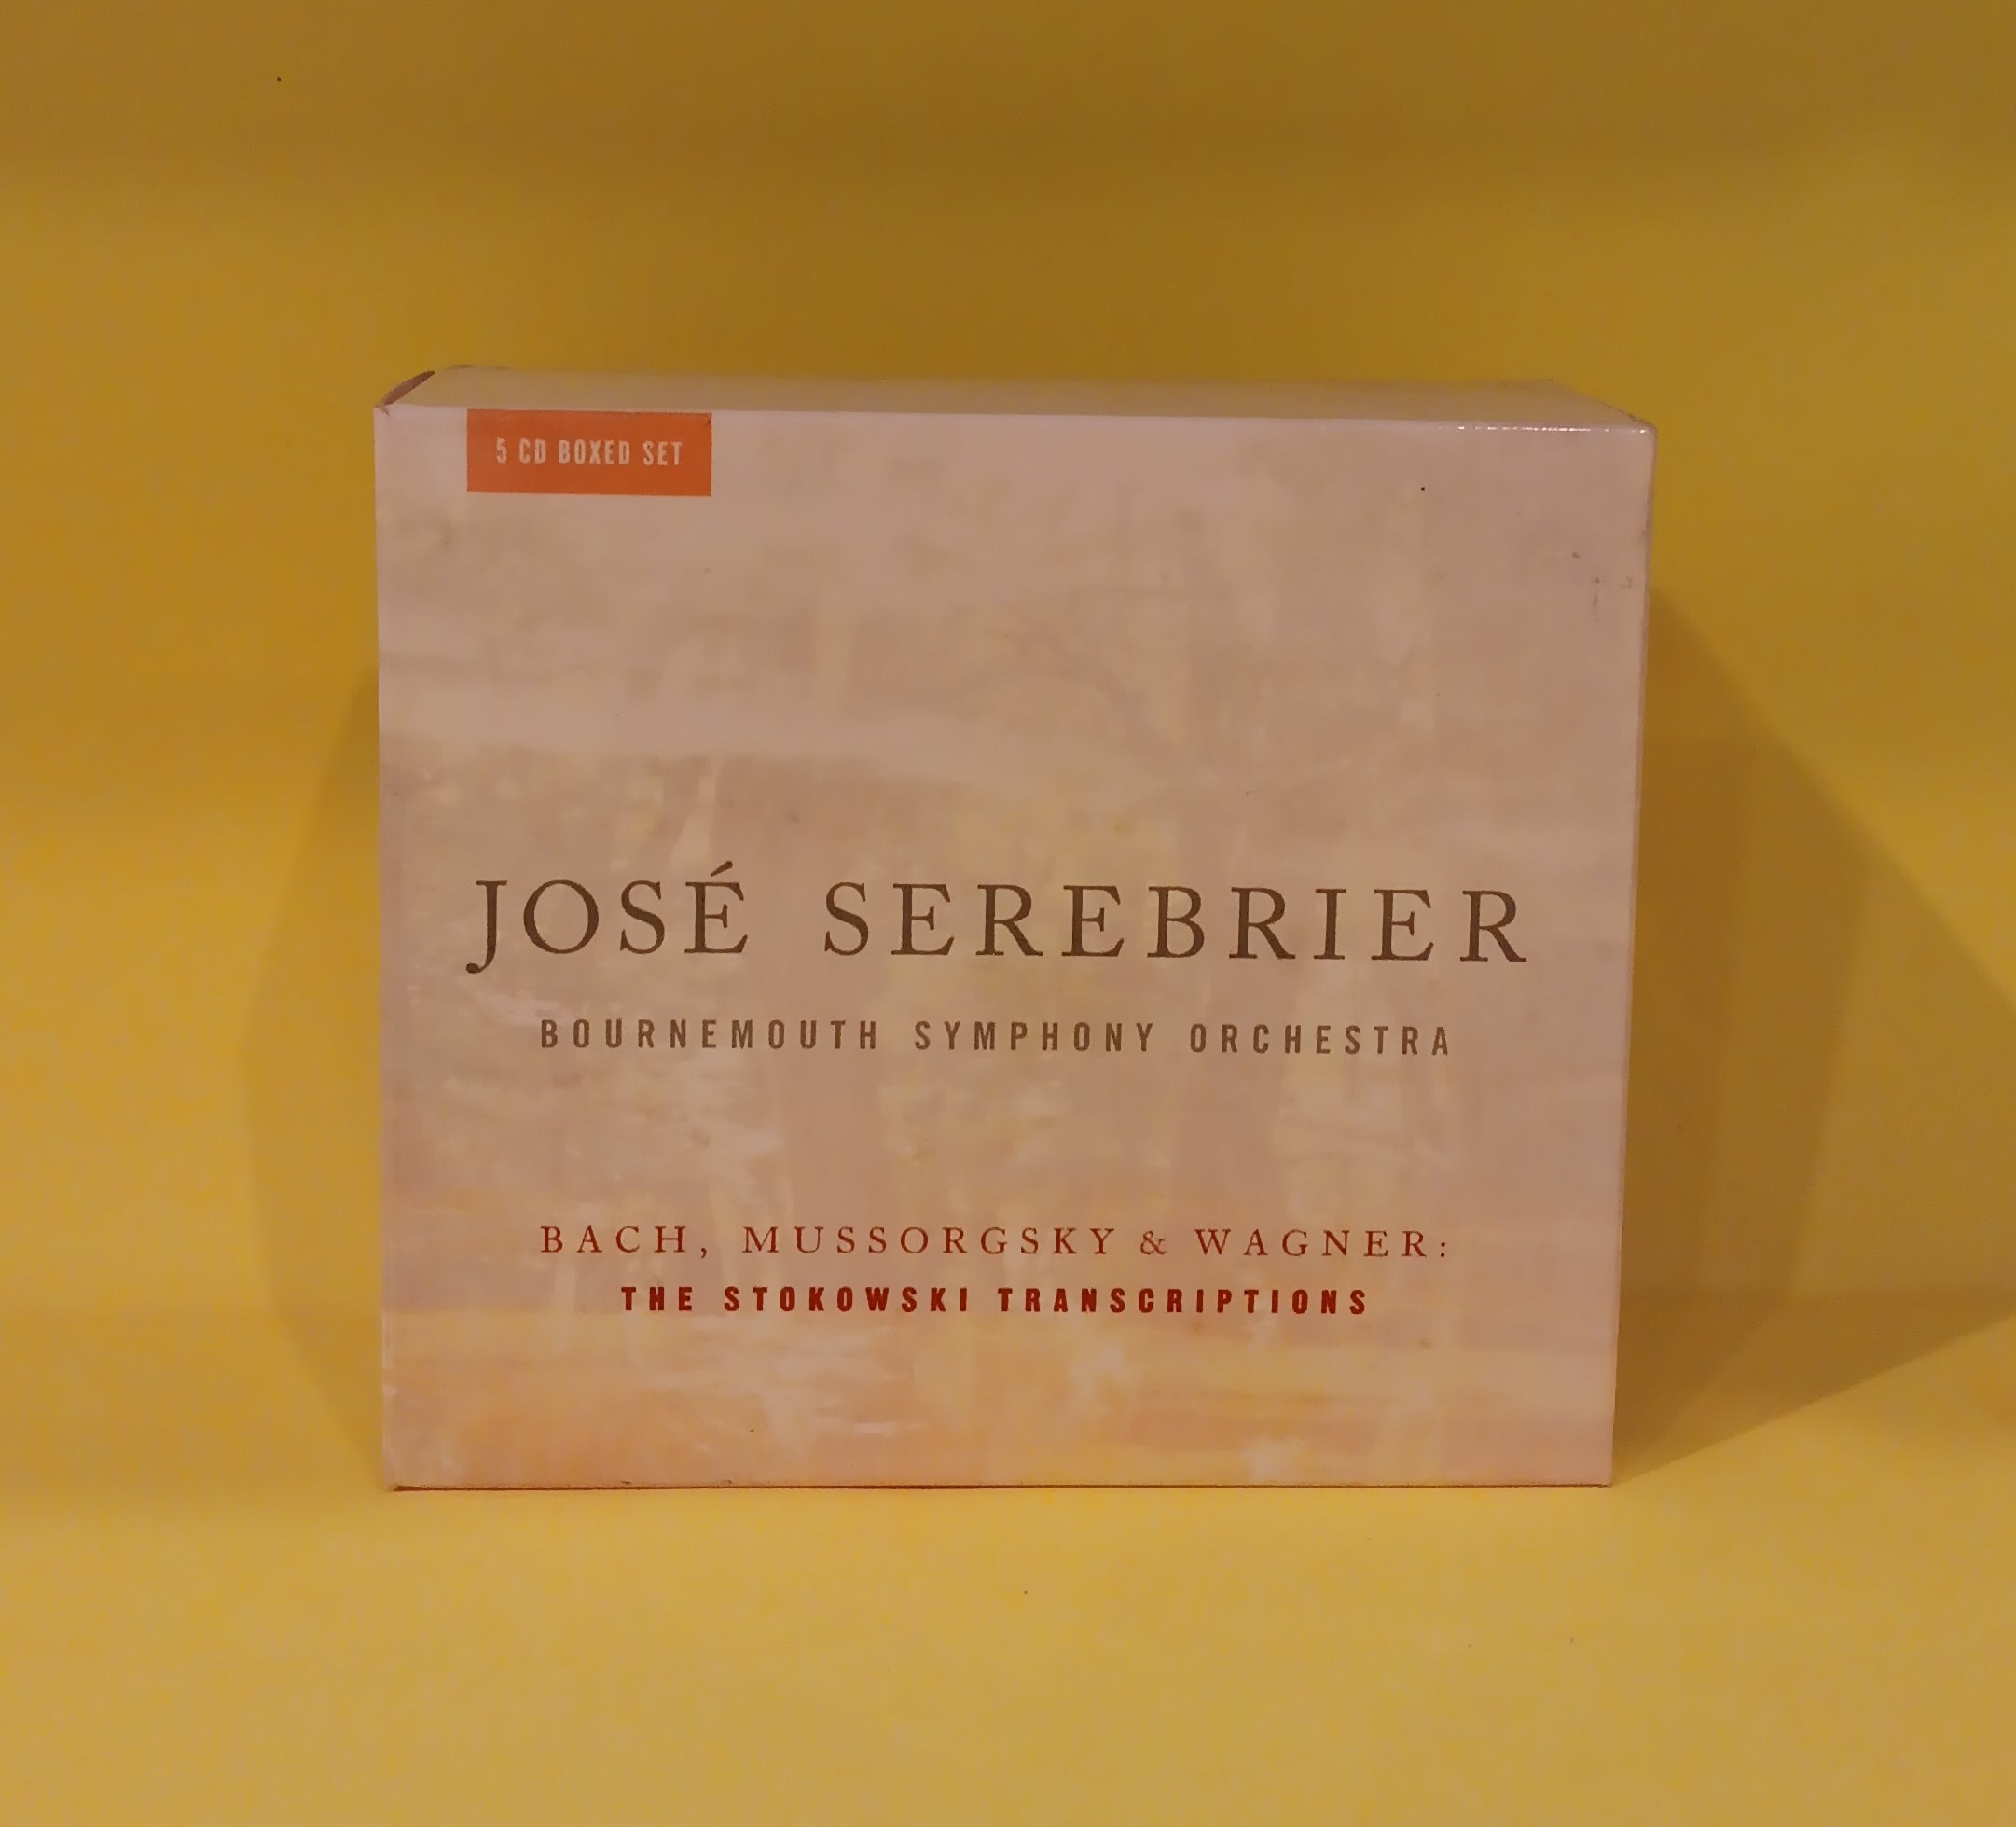 5 CD BOXED SET
JOSÉ SEREBRIER
BOURNEMOUTH SYMPHONY ORCHESTRA
BACH, MUSSORGSKY & WAGNER:
THE STOKOWSKI TRANSCRIPTIONS